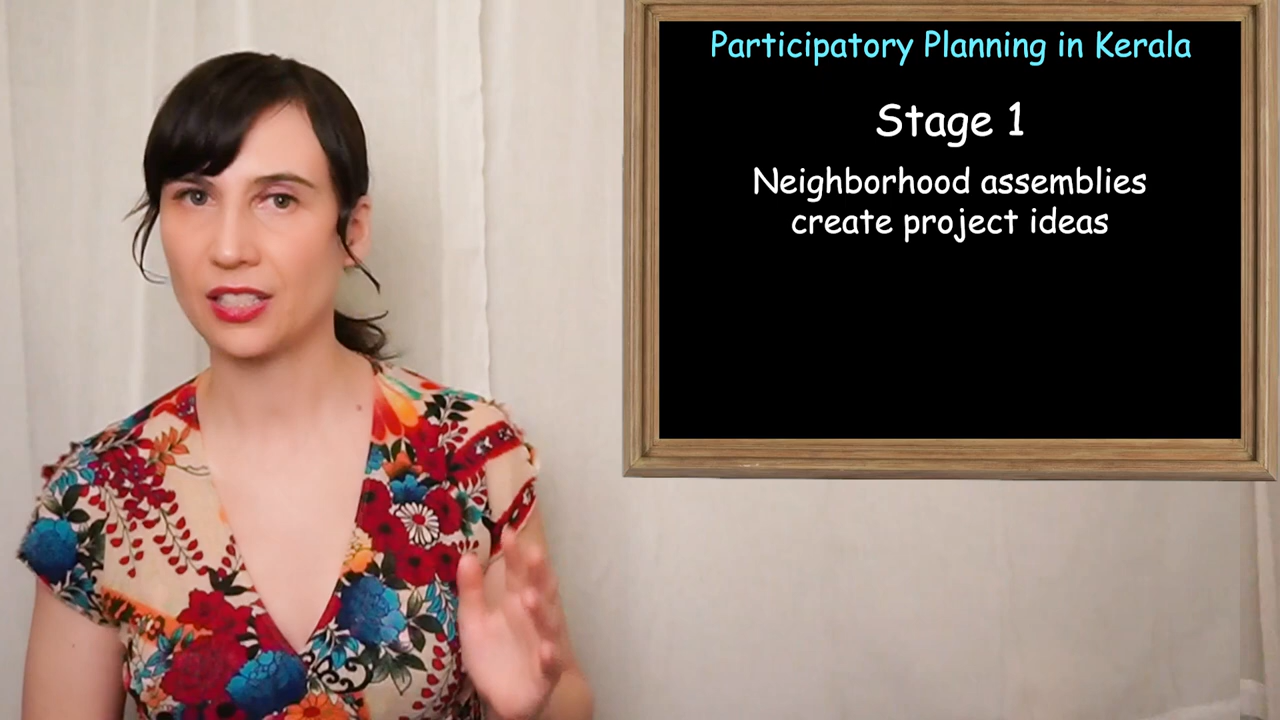 Participatory Planning in Kerala
Stage 1
Neighborhood assemblies
create project ideas